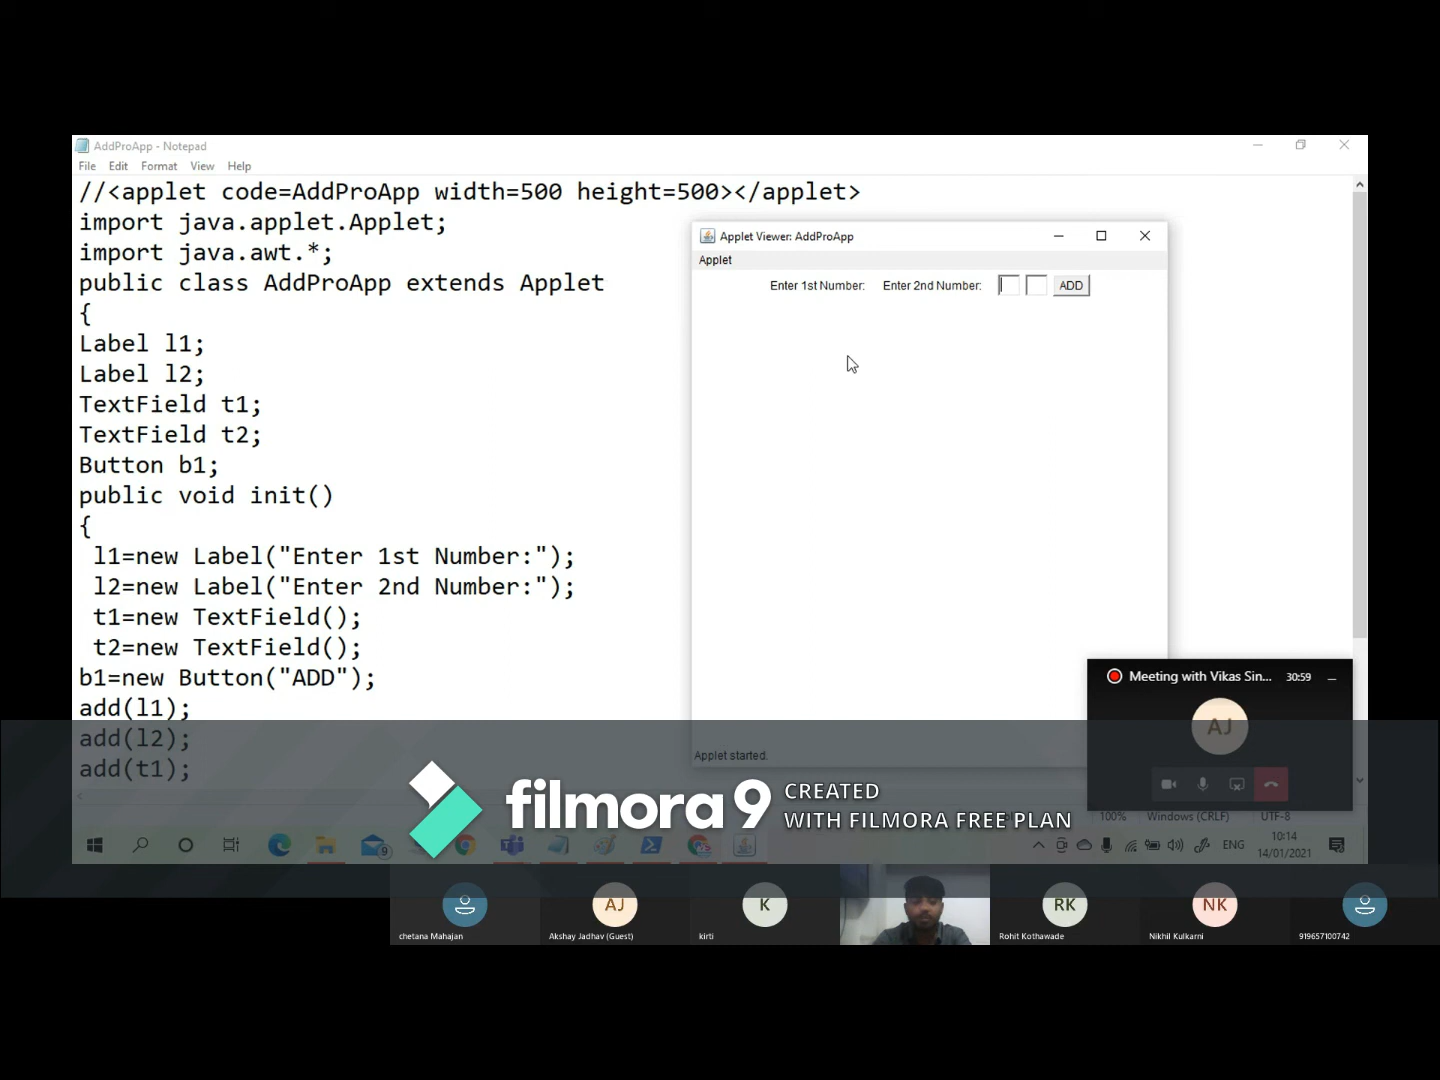 AddProApp - Notepad
File Edit Format View Help
//<applet code=AddProApp width=500 height=500></applet>
import java.applet.Applet;
import java.awt.*;
public class AddProApp extends Applet
{
Label l1;
Label l2;
TextField t1;
TextField t2;
Button b1;
public void init()
{
l1=new Label("Enter 1st Number:");
l2=new Label("Enter 2nd Number:");
t1=new TextField();
t2=new TextField();
b1=new Button("ADD");
add(l1);
add(l2);
add(t1);
Applet Viewer: AddProApp
Applet
Enter 1st Number: Enter 2nd Number: ADD
Applet started.
Meeting with Vikas Sin... 30:59
AJ
filmora9 CREATED
WITH FILMORA FREE PLAN
100% Windows (CRLF) UTF-8
9
ENG
10:14
14/01/2021
AJ K RK NK
chetana Mahajan Akshay Jadhav (Guest) kirti Rohit Kothawade Nikhil Kulkarni 919657100742